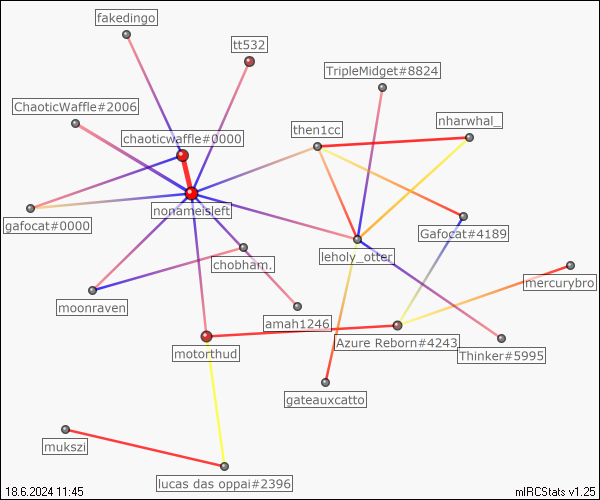 fakedingo
tt532
TripleMidget#8824
ChaoticWaffle#2006
nharwhal_
then1cc
chaoticwaffle#0000
nonameisleft
gafocat#0000
Gafocat#4189
leholy_otter
chobham.
mercurybro
moonraven
amah1246
Azure Reborn#4243
motorthud
Thinker#5995
gateauxcatto
mukszi
lucas das oppai#2396
18.6.2024 11:45
mIRCStats v1.25